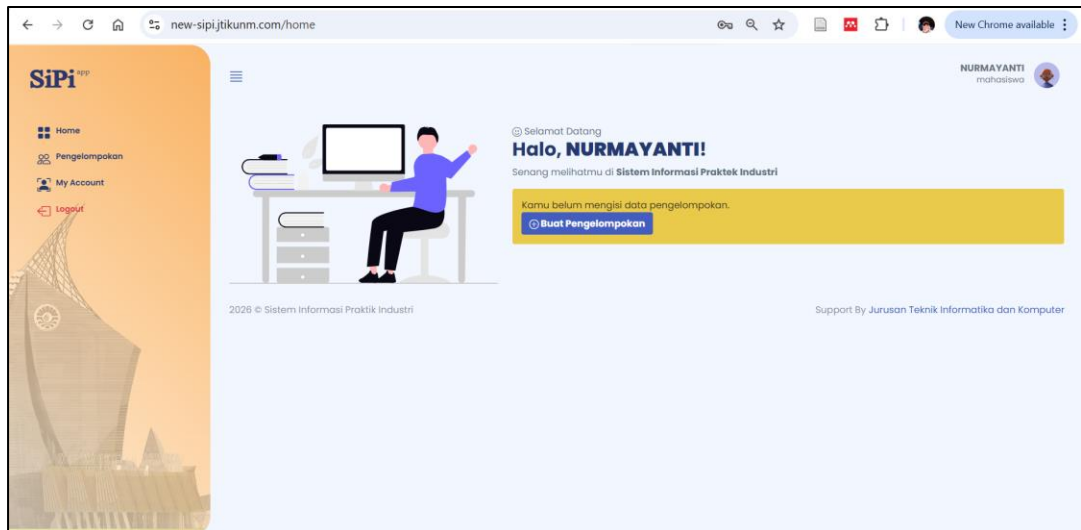 new-sipi.jtikunm.com/home
New Chrome available
SiPi app
Home
Pengelompokan
My Account
Logout
NURMAYANTI
mahasiswa
Selamat Datang
Halo, NURMAYANTI!
Senang melihatmu di Sistem Informasi Praktek Industri
Kamu belum mengisi data pengelompokan.
Buat Pengelompokan
2026 © Sistem Informasi Praktik Industri
Support By Jurusan Teknik Informatika dan Komputer